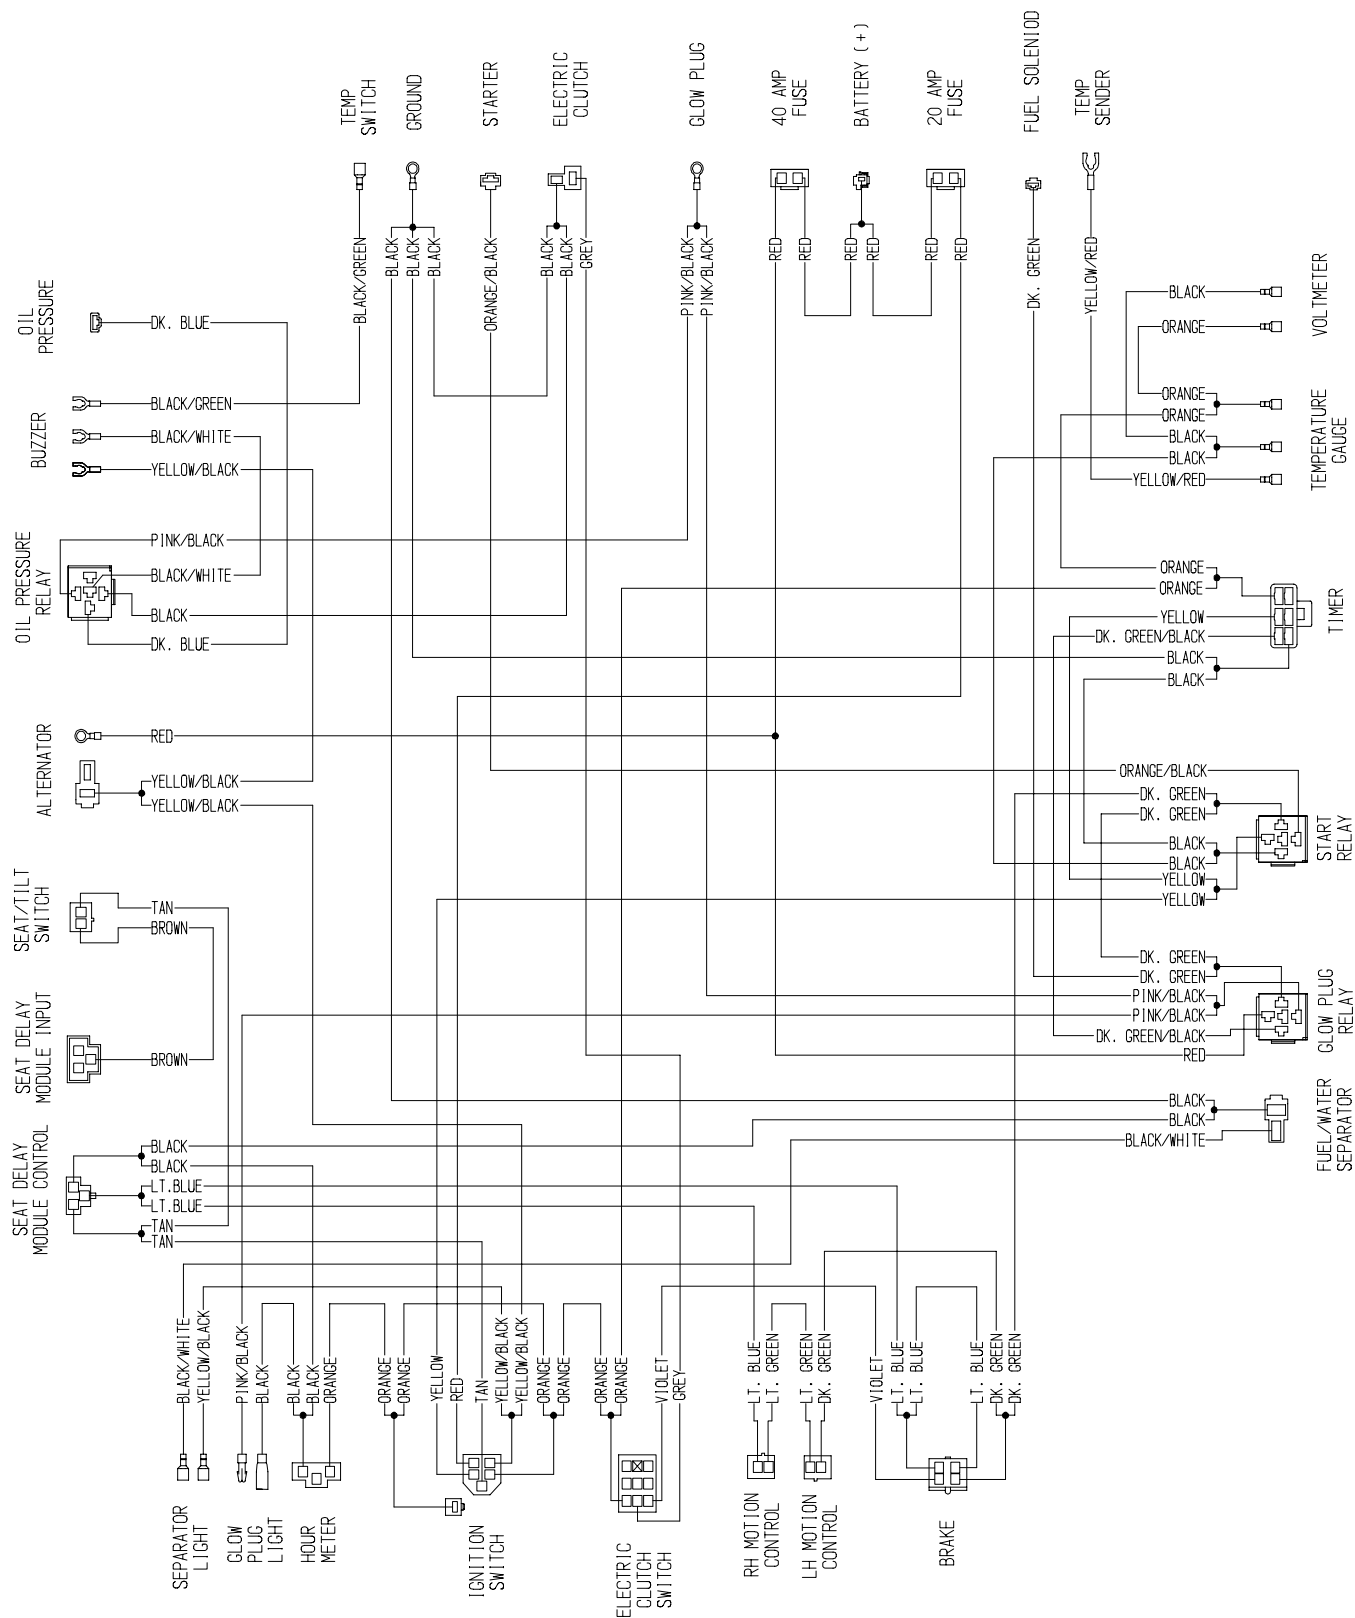 TEMP
SWITCH
GROUND
STARTER
ELECTRIC
CLUTCH
GLOW PLUG
40 AMP
FUSE
BATTERY (+)
20 AMP
FUSE
FUEL SOLENIOD
TEMP
SENDER
BLACK/GREEN
BLACK
BLACK
BLACK
ORANGE/BLACK
BLACK
BLACK
GREY
PINK/BLACK
PINK/BLACK
RED
RED
RED
RED
RED
RED
DK. GREEN
YELLOW/RED
OIL
PRESSURE
DK. BLUE
BUZZER
BLACK/GREEN
BLACK/WHITE
YELLOW/BLACK
OIL PRESSURE
RELAY
PINK/BLACK
BLACK/WHITE
BLACK
DK. BLUE
ALTERNATOR
RED
YELLOW/BLACK
YELLOW/BLACK
SEAT/TILT
SWITCH
TAN
BROWN
SEAT DELAY
MODULE INPUT
BROWN
SEAT DELAY
MODULE CONTROL
BLACK
BLACK
LT.BLUE
LT.BLUE
TAN
TAN
BLACK
ORANGE
VOLTMETER
ORANGE
ORANGE
BLACK
BLACK
YELLOW/RED
TEMPERATURE
GAUGE
ORANGE
ORANGE
YELLOW
DK. GREEN/BLACK
BLACK
BLACK
TIMER
ORANGE/BLACK
DK. GREEN
DK. GREEN
BLACK
BLACK
YELLOW
YELLOW
START
RELAY
DK. GREEN
DK. GREEN
PINK/BLACK
PINK/BLACK
DK. GREEN/BLACK
RED
GLOW PLUG
RELAY
BLACK
BLACK
BLACK/WHITE
FUEL/WATER
SEPARATOR
BLACK/WHITE
YELLOW/BLACK
PINK/BLACK
BLACK
BLACK
BLACK
ORANGE
ORANGE
ORANGE
YELLOW
RED
TAN
YELLOW/BLACK
YELLOW/BLACK
ORANGE
ORANGE
ORANGE
ORANGE
VIOLET
GREY
LT. BLUE
LT. GREEN
LT. GREEN
DK. GREEN
VIOLET
LT. BLUE
LT. BLUE
LT. BLUE
DK. GREEN
DK. GREEN
SEPARATOR
LIGHT
GLOW
PLUG
LIGHT
HOUR
METER
IGNITION
SWITCH
ELECTRIC
CLUTCH
SWITCH
RH MOTION
CONTROL
LH MOTION
CONTROL
BRAKE